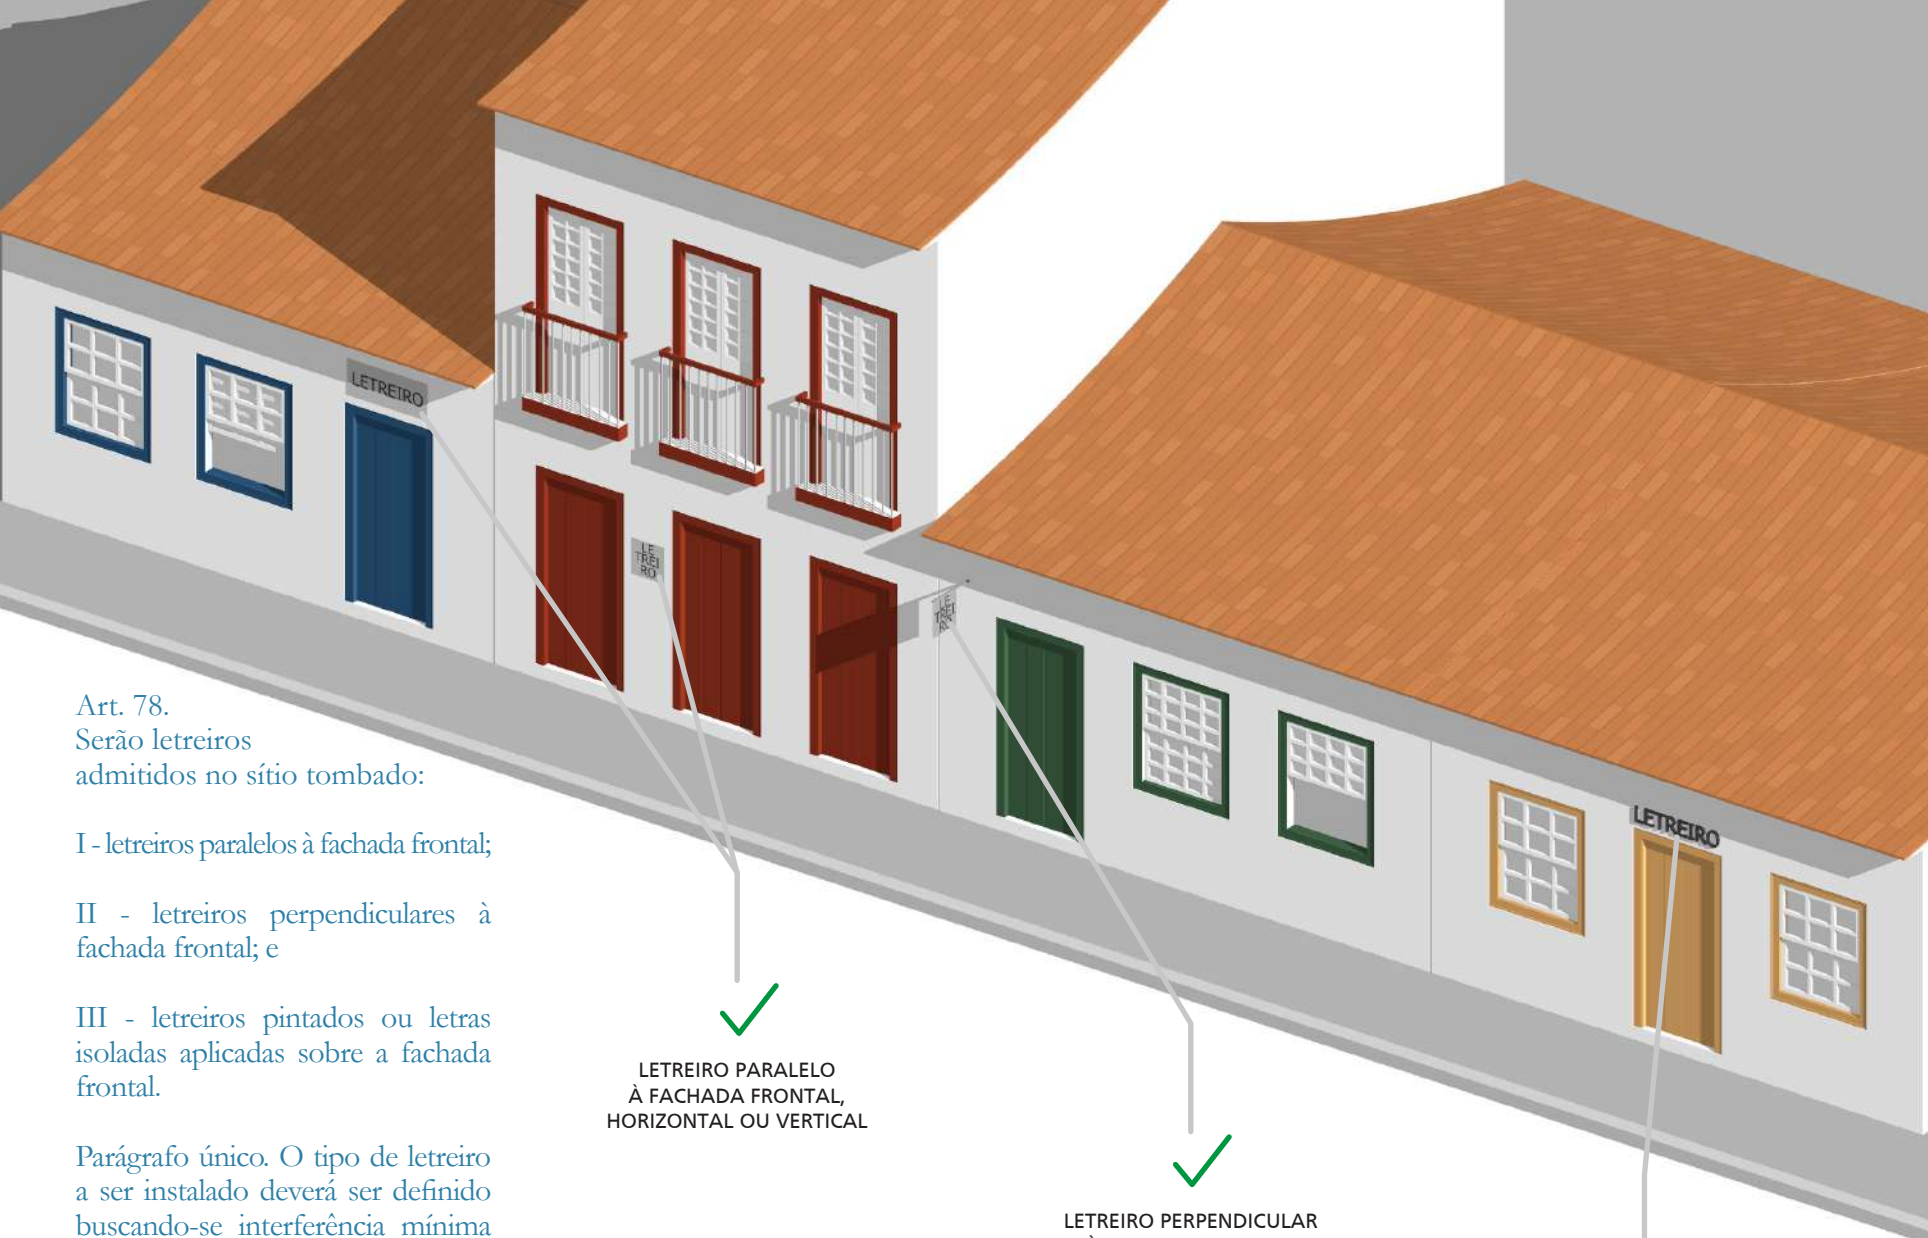 LETREIRO
LE
TREI
RO
LE
TREI
LETREIRO
Art. 78.
Serão letreiros
admitidos no sítio tombado:
I - letreiros paralelos à fachada frontal;
II - letreiros perpendiculares à
fachada frontal; e
III - letreiros pintados ou letras
isoladas aplicadas sobre a fachada
frontal.
Parágrafo único. O tipo de letreiro
a ser instalado deverá ser definido
buscando-se interferência mínima
LETREIRO PARALELO
À FACHADA FRONTAL,
HORIZONTAL OU VERTICAL
LETREIRO PERPENDICULAR